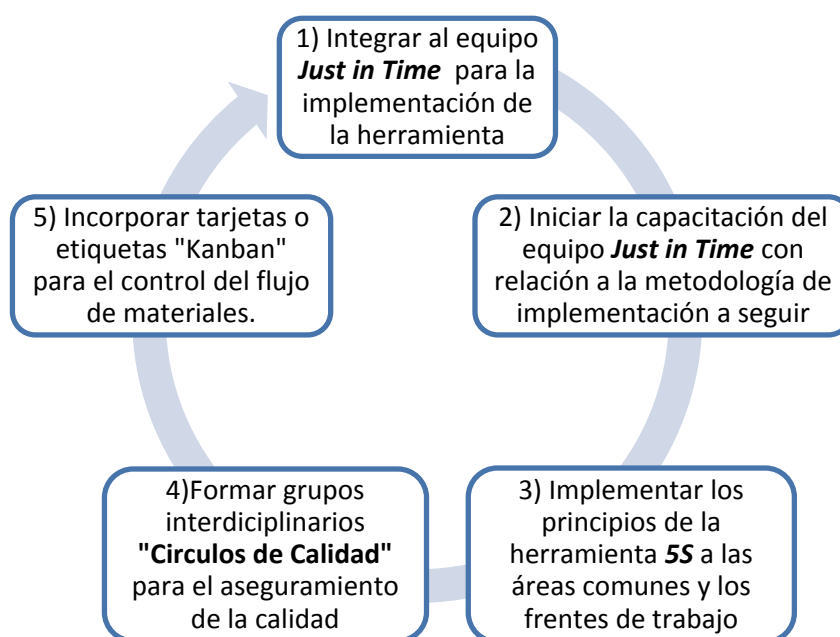 1) Integrar al equipo
Just in Time para la
implementación de
la herramienta
2) Iniciar la capacitación del
equipo Just in Time con
relación a la metodología de
implementación a seguir
3) Implementar los
principios de la
herramienta 5S a las
áreas comunes y los
frentes de trabajo
4)Formar grupos
interdiciplinarios
"Circulos de Calidad"
para el aseguramiento
de la calidad
5) Incorporar tarjetas o
etiquetas "Kanban"
para el control del flujo
de materiales.